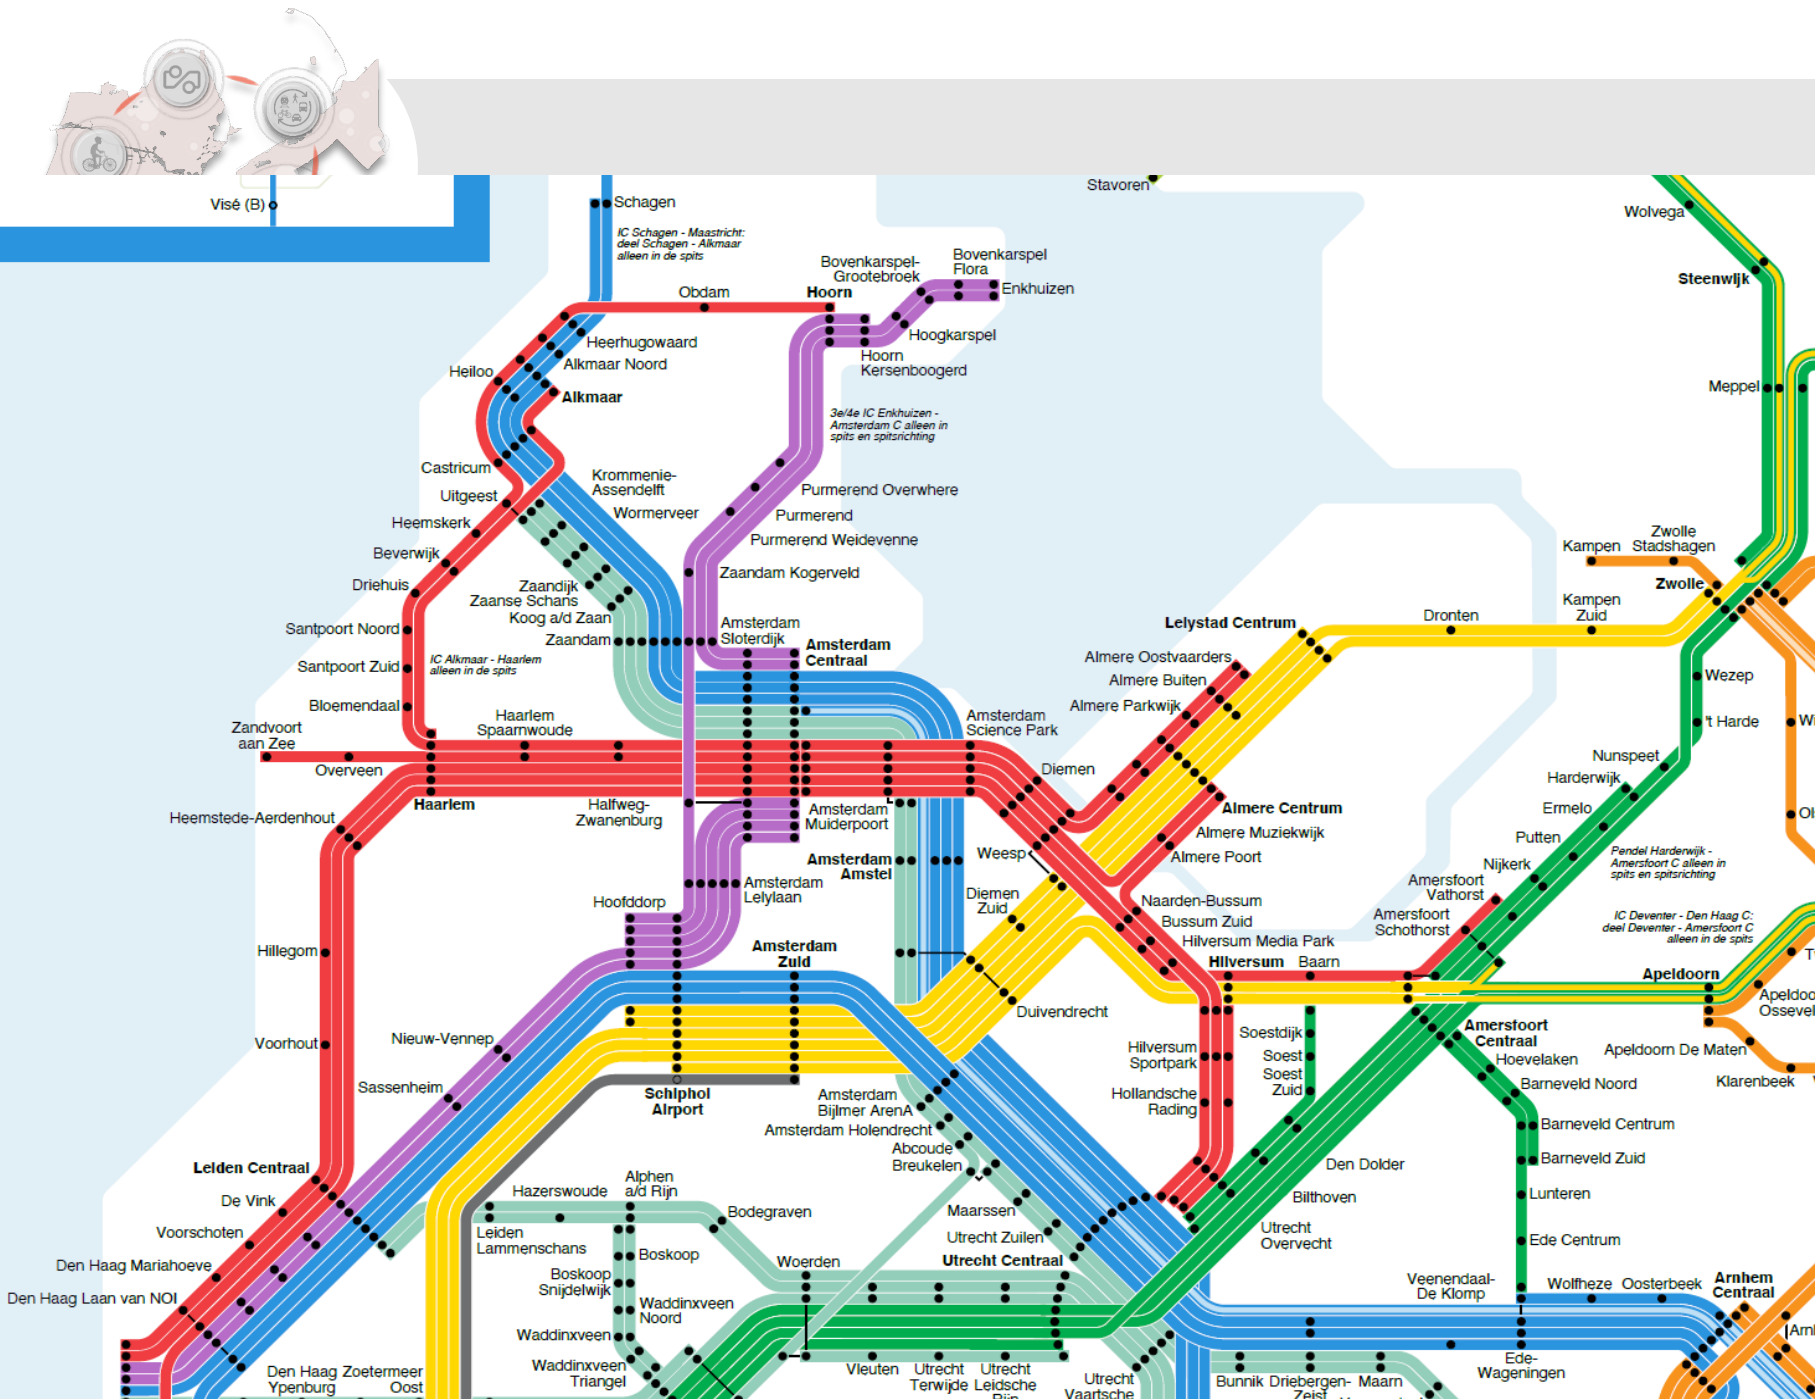 Visé (B)
Schagen
IC Schagen - Maastricht:
deel Schagen - Alkmaar
alleen in de spits
Stavoren
Wolvega
Steenwijk
Meppel
Bovenkarspel-
Grootebroek
Bovenkarspel
Flora
Enkhuizen
Obdam
Hoorn
Hoogkarspel
Hoorn
Kersenboogerd
Heerhugowaard
Alkmaar Noord
Heiloo
Alkmaar
3e/4e IC Enkhuizen -
Amsterdam C alleen in
spits en spitsrichting
Castricum
Uitgeest
Krommenie-
Assendelft
Wormerveer
Heemskerk
Beverwijk
Driehuis
Purmerend Overwhere
Purmerend
Purmerend Weidevenne
Zaandam Kogerveld
Zaandijk
Zaanse Schans
Koog a/d Zaan
Zaandam
Santpoort Noord
Santpoort Zuid
IC Alkmaar - Haarlem
alleen in de spits
Bloemendaal
Amsterdam
Sloterdijk
Amsterdam
Centraal
Zandvoort
aan Zee
Overveen
Haarlem
Spaarnwoude
Haarlem
Halfweg-
Zwanenburg
Amsterdam
Science Park
Diemen
Amsterdam
Muiderpoort
Amsterdam
Amstel
Amsterdam
Lelylaan
Weesp
Diemen
Zuid
Kampen
Zwolle
Stadshagen
Zwolle
Kampen
Zuid
Dronten
Lelystad Centrum
Almere Oostvaarders
Almere Buiten
Almere Parkwijk
Almere Centrum
Almere Muziekwijk
Almere Poort
Wezep
't Harde
Nunspeet
Harderwijk
Ermelo
Putten
Nijkerk
Pendel Harderwijk -
Amersfoort C alleen in
spits en spitsrichting
Amersfoort
Vathorst
Amersfoort
Schothorst
IC Deventer - Den Haag C:
deel Deventer - Amersfoort C
alleen in de spits
Heemstede-Aerdenhout
Hoofddorp
Hillegom
Amsterdam
Zuid
Naarden-Bussum
Bussum Zuid
Hilversum Media Park
Hilversum
Baarn
Apeldoorn
Duivendrecht
Voorhout
Nieuw-Vennep
Sassenheim
Schiphol
Airport
Amsterdam
Bijlmer ArenA
Amsterdam Holendrecht
Abcoude
Breukelen
Soestdijk
Soest
Soest
Zuid
Hilversum
Sportpark
Hollandsche
Rading
Amersfoort
Centraal
Hoevelaken
Barneveld Noord
Barneveld Centrum
Barneveld Zuid
Lunteren
Ede Centrum
Apeldoorn De Maten
Klarenbeek
Leiden Centraal
De Vink
Voorschoten
Den Haag Mariahoeve
Den Haag Laan van NOI
Hazerswoude
Alphen
a/d Rijn
Leiden
Lammenschans
Bodegraven
Boskoop
Boskoop
Snijdelwijk
Waddinxveen
Noord
Waddinxveen
Waddinxveen
Triangel
Woerden
Maarssen
Utrecht Zuilen
Utrecht Centraal
Den Dolder
Bilthoven
Utrecht
Overvecht
Veenendaal-
De Klomp
Wolfheze
Oosterbeek
Arnhem
Centraal
Ede-
Wageningen
Den Haag
Ypenburg
Zoetermeer
Oost
Vleuten
Utrecht
Terwijde
Utrecht
Leidsche
Utrecht
Vaartsche
Bunnik
Driebergen-
Zeist
Maarn